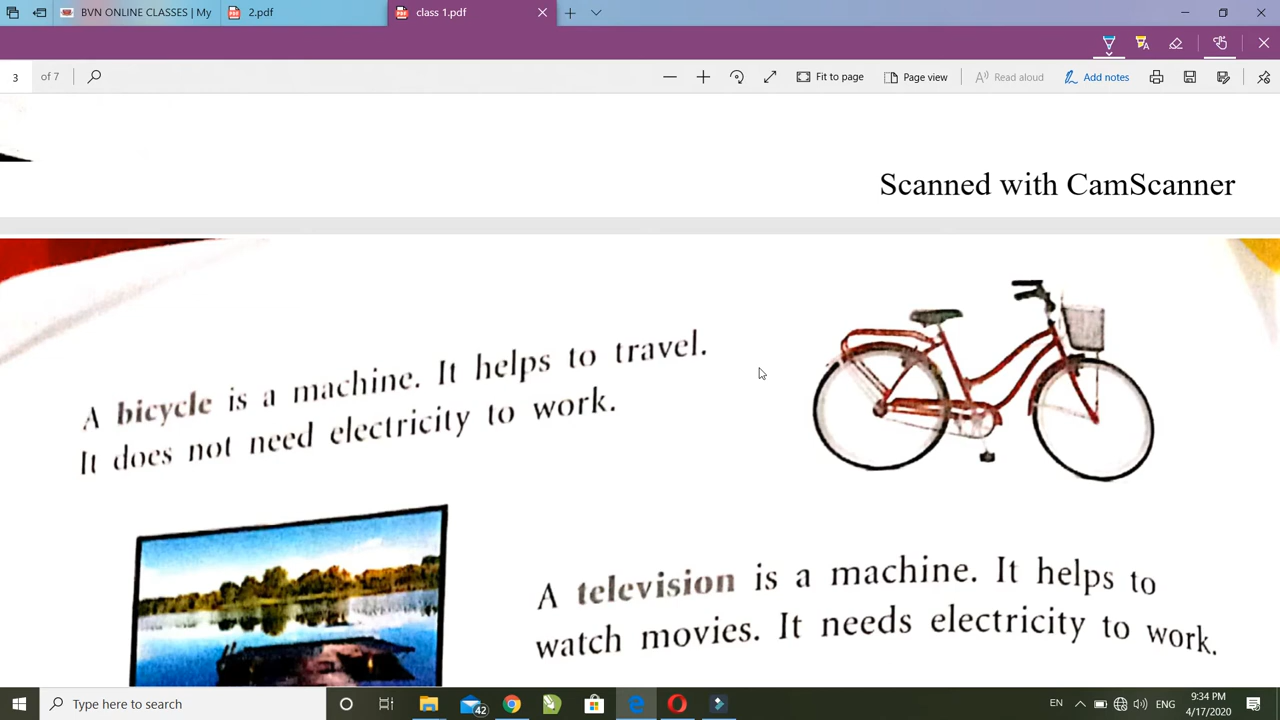 BVN ONLINE CLASSES | My
2.pdf
class 1.pdf
3 of 7
Fit to page
Page view
Read aloud
Add notes
Scanned with CamScanner
A bicycle is a machine. It helps to travel.
It does not need electricity to work.
A television is a machine. It helps to
watch movies. It needs electricity to work.
Type here to search
42
EN
ENG
9:34 PM
4/17/2020